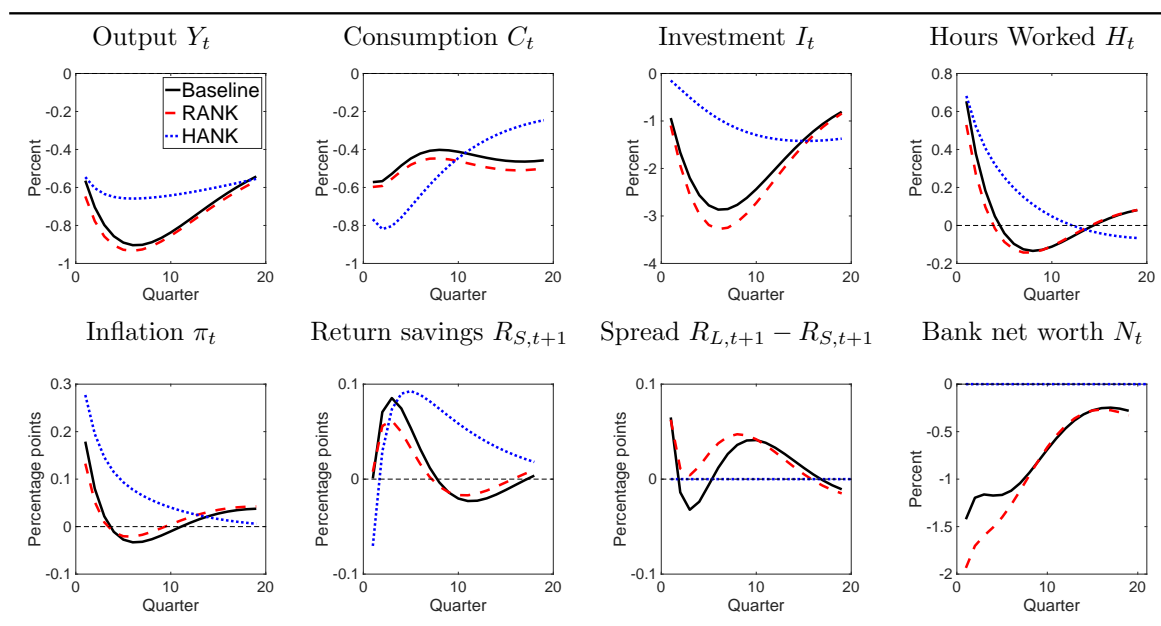 Output Y_t
Consumption C_t
Investment I_t
Hours Worked H_t
0
-0.2
-0.4
-0.6
-0.8
-1
Percent
0 10 20
Quarter
Baseline
RANK
HANK
0
-0.2
-0.4
-0.6
-0.8
-1
Percent
0 10 20
Quarter
0
-1
-2
-3
-4
Percent
0 10 20
Quarter
0.8
0.6
0.4
0.2
0
-0.2
Percent
0 10 20
Quarter
Inflation π_t
Return savings R_{S,t+1}
Spread R_{L,t+1} − R_{S,t+1}
Bank net worth N_t
0.3
0.2
0.1
0
-0.1
Percentage points
0 10 20
Quarter
0.1
0
-0.1
Percentage points
0 10 20
Quarter
0.1
0
-0.1
Percentage points
0 10 20
Quarter
0
-0.5
-1
-1.5
-2
Percent
0 10 20
Quarter